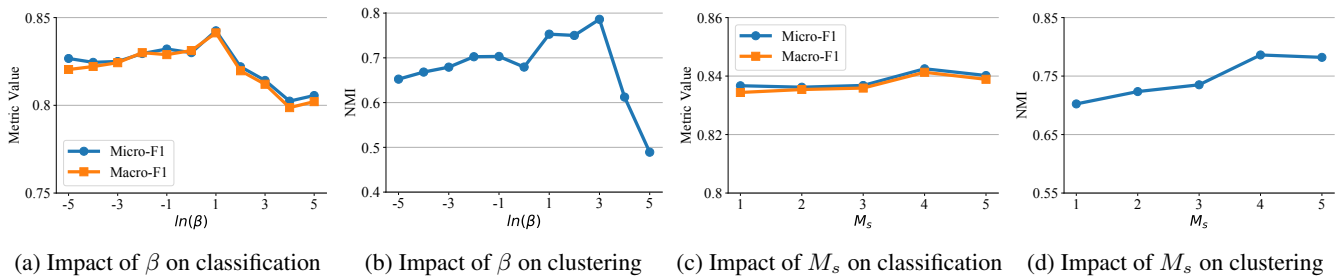 0.85
0.8
0.75
Metric Value
Micro-F1
Macro-F1
-5 -3 -1 1 3 5
ln(β)
(a) Impact of β on classification
0.8
0.7
0.6
0.5
0.4
NMI
-5 -3 -1 1 3 5
ln(β)
(b) Impact of β on clustering
0.86
0.84
0.82
0.8
Metric Value
Micro-F1
Macro-F1
1 2 3 4 5
Mₛ
(c) Impact of Mₛ on classification
0.85
0.75
0.65
0.55
NMI
1 2 3 4 5
Mₛ
(d) Impact of Mₛ on clustering